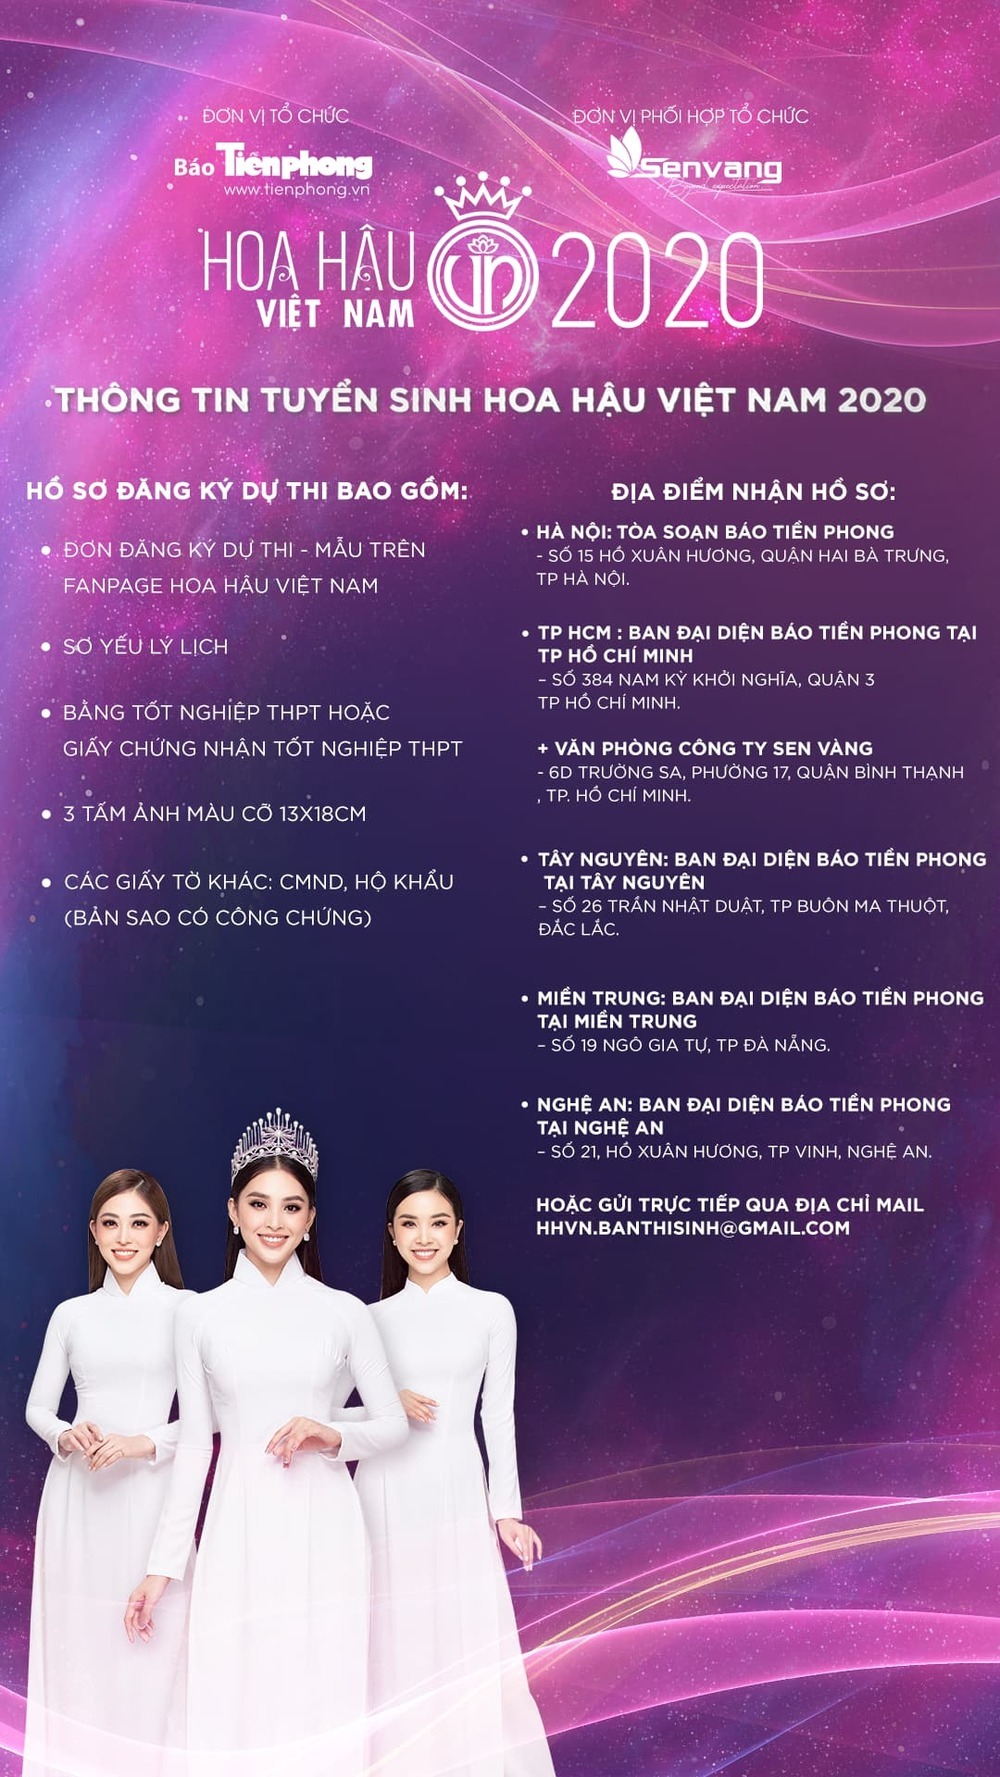 ĐƠN VỊ TỔ CHỨC
Báo Tiền phong
www.tienphong.vn
ĐƠN VỊ PHỐI HỢP TỔ CHỨC
Senvang
Beyond expectation...
HOA HẬU
VIỆT NAM
VN
2020
THÔNG TIN TUYỂN SINH HOA HẬU VIỆT NAM 2020
HỒ SƠ ĐĂNG KÝ DỰ THI BAO GỒM:
• ĐƠN ĐĂNG KÝ DỰ THI - MẪU TRÊN
FANPAGE HOA HẬU VIỆT NAM
• SƠ YẾU LÝ LỊCH
• BẰNG TỐT NGHIỆP THPT HOẶC
GIẤY CHỨNG NHẬN TỐT NGHIỆP THPT
• 3 TẤM ẢNH MÀU CỠ 13X18CM
• CÁC GIẤY TỜ KHÁC: CMND, HỘ KHẨU
(BẢN SAO CÓ CÔNG CHỨNG)
ĐỊA ĐIỂM NHẬN HỒ SƠ:
• HÀ NỘI: TÒA SOẠN BÁO TIỀN PHONG
- SỐ 15 HỒ XUÂN HƯƠNG, QUẬN HAI BÀ TRƯNG,
TP HÀ NỘI.
• TP HCM : BAN ĐẠI DIỆN BÁO TIỀN PHONG TẠI
TP HỒ CHÍ MINH
– SỐ 384 NAM KỲ KHỞI NGHĨA, QUẬN 3
TP HỒ CHÍ MINH.
+ VĂN PHÒNG CÔNG TY SEN VÀNG
- 6D TRƯỜNG SA, PHƯỜNG 17, QUẬN BÌNH THẠNH
, TP. HỒ CHÍ MINH.
• TÂY NGUYÊN: BAN ĐẠI DIỆN BÁO TIỀN PHONG
TẠI TÂY NGUYÊN
– SỐ 26 TRẦN NHẬT DUẬT, TP BUÔN MA THUỘT,
ĐẮC LẮC.
• MIỀN TRUNG: BAN ĐẠI DIỆN BÁO TIỀN PHONG
TẠI MIỀN TRUNG
– SỐ 19 NGÔ GIA TỰ, TP ĐÀ NẴNG.
• NGHỆ AN: BAN ĐẠI DIỆN BÁO TIỀN PHONG
TẠI NGHỆ AN
– SỐ 21, HỒ XUÂN HƯƠNG, TP VINH, NGHỆ AN.
HOẶC GỬI TRỰC TIẾP QUA ĐỊA CHỈ MAIL
HHVN.BANTHISINH@GMAIL.COM